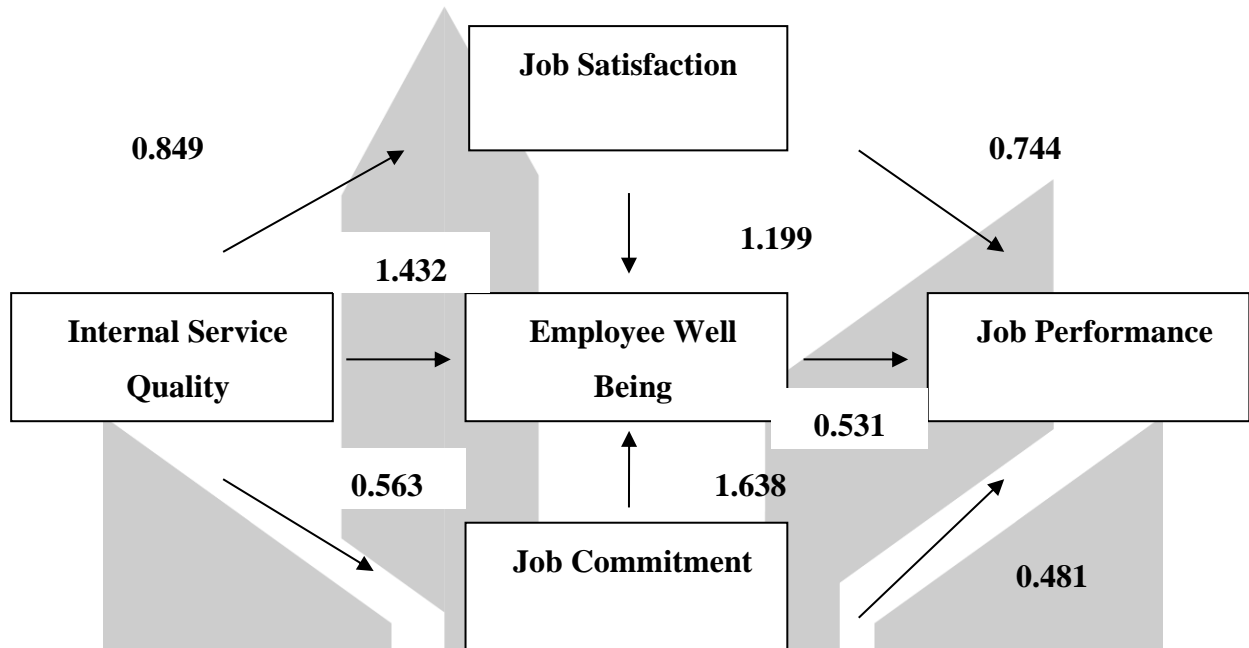 Job Satisfaction
0.849
0.744
1.199
1.432
Internal Service
Quality
Employee Well
Being
Job Performance
0.531
0.563
1.638
Job Commitment
0.481